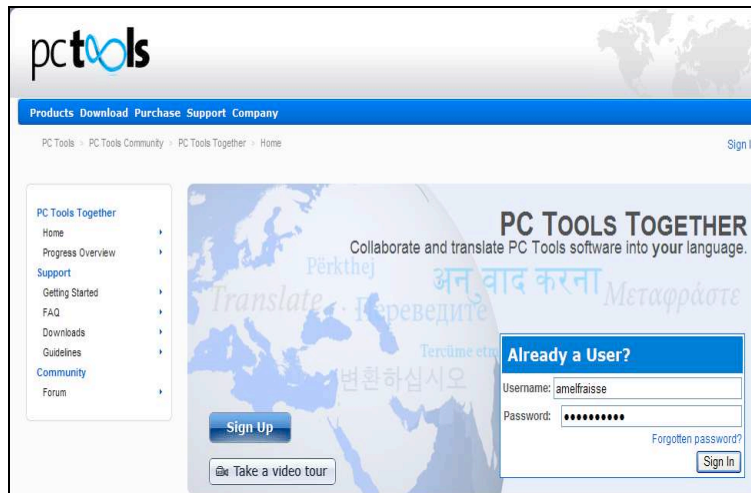 pctools
Products Download Purchase Support Company
PC Tools > PC Tools Community > PC Tools Together > Home
Sign
PC Tools Together
Home
Progress Overview
Support
Getting Started
FAQ
Downloads
Guidelines
Community
Forum
PC TOOLS TOGETHER
Collaborate and translate PC Tools software into your language.
Përkthej
अनुवाद करना
Translate
Переведите
Μεταφράστε
Tercüme
변환하십시오
Already a User?
Username: amelfraisse
Password: ••••••••••
Forgotten password?
Sign In
Sign Up
Take a video tour